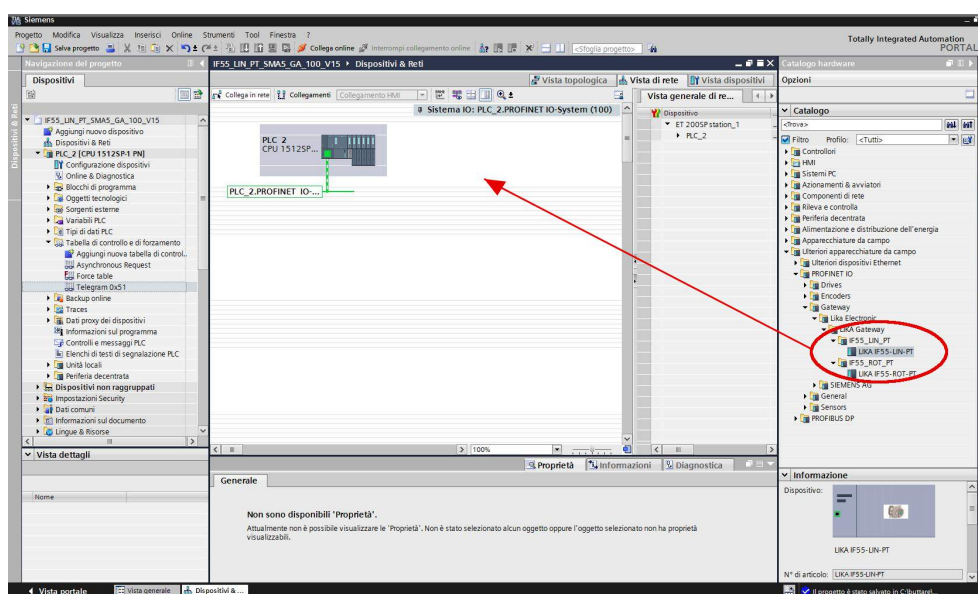 Siemens
Progetto Modifica Visualizza Inserisci Online Strumenti Tool Finestra ?
Totally Integrated Automation
PORTAL
Salva progetto
Collega online
Interrompi collegamento online
<Sfoglia progetto>
Navigazione del progetto
Dispositivi
Dispositivi & Reti
IF55_LIN_PT_SMA5_GA_100_V15
Aggiungi nuovo dispositivo
Dispositivi & Reti
PLC_2 [CPU 1512SP-1 PN]
Configurazione dispositivi
Online & Diagnostica
Blocchi di programma
Oggetti tecnologici
Sorgenti esterne
Variabili PLC
Tipi di dati PLC
Tabella di controllo e di forzamento
Aggiungi nuova tabella di control..
Asynchronous Request
Force table
Telegram 0x51
Backup online
Traces
Dati proxy dei dispositivi
Informazioni sul programma
Controlli e messaggi PLC
Elenchi di testi di segnalazione PLC
Unità locali
Periferia decentrata
Dispositivi non raggruppati
Impostazioni Security
Dati comuni
Informazioni sul documento
Lingue & Risorse
Vista dettagli
Nome
IF55_LIN_PT_SMA5_GA_100_V15 Dispositivi & Reti
Vista topologica
Vista di rete
Vista dispositivi
Collega in rete
Collegamenti
Collegamento HMI
Sistema IO: PLC_2.PROFINET IO-System (100)
PLC_2
CPU 1512SP...
PLC_2.PROFINET IO-...
100%
Vista generale di re...
Dispositivo
ET 200SP station_1
PLC_2
Proprietà
Informazioni
Diagnostica
Generale
Non sono disponibili 'Proprietà'.
Attualmente non è possibile visualizzare le 'Proprietà'. Non è stato selezionato alcun oggetto oppure l'oggetto selezionato non ha proprietà
visualizzabili.
Catalogo hardware
Opzioni
Catalogo
<trova>
Filtro Profilo: <Tutti>
Controllori
HMI
Sistemi PC
Azionamenti & avviatori
Componenti di rete
Rileva e controlla
Periferia decentrata
Alimentazione e distribuzione dell'energia
Apparecchiature da campo
Ulteriori apparecchiature da campo
Ulteriori dispositivi Ethernet
PROFINET IO
Drives
Encoders
Gateway
Lika Electronic
LIKA Gateway
IF55_LIN_PT
LIKA IF55-LIN-PT
IF55_ROT_PT
LIKA IF55-ROT-PT
SIEMENS AG
General
Sensors
PROFIBUS DP
Informazione
Dispositivo:
LIKA IF55-LIN-PT
N° di articolo: LIKA IF55-LIN-PT
Vista portale
Vista generale
Dispositivi & ...
Il progetto è stato salvato in C:\buttarel...